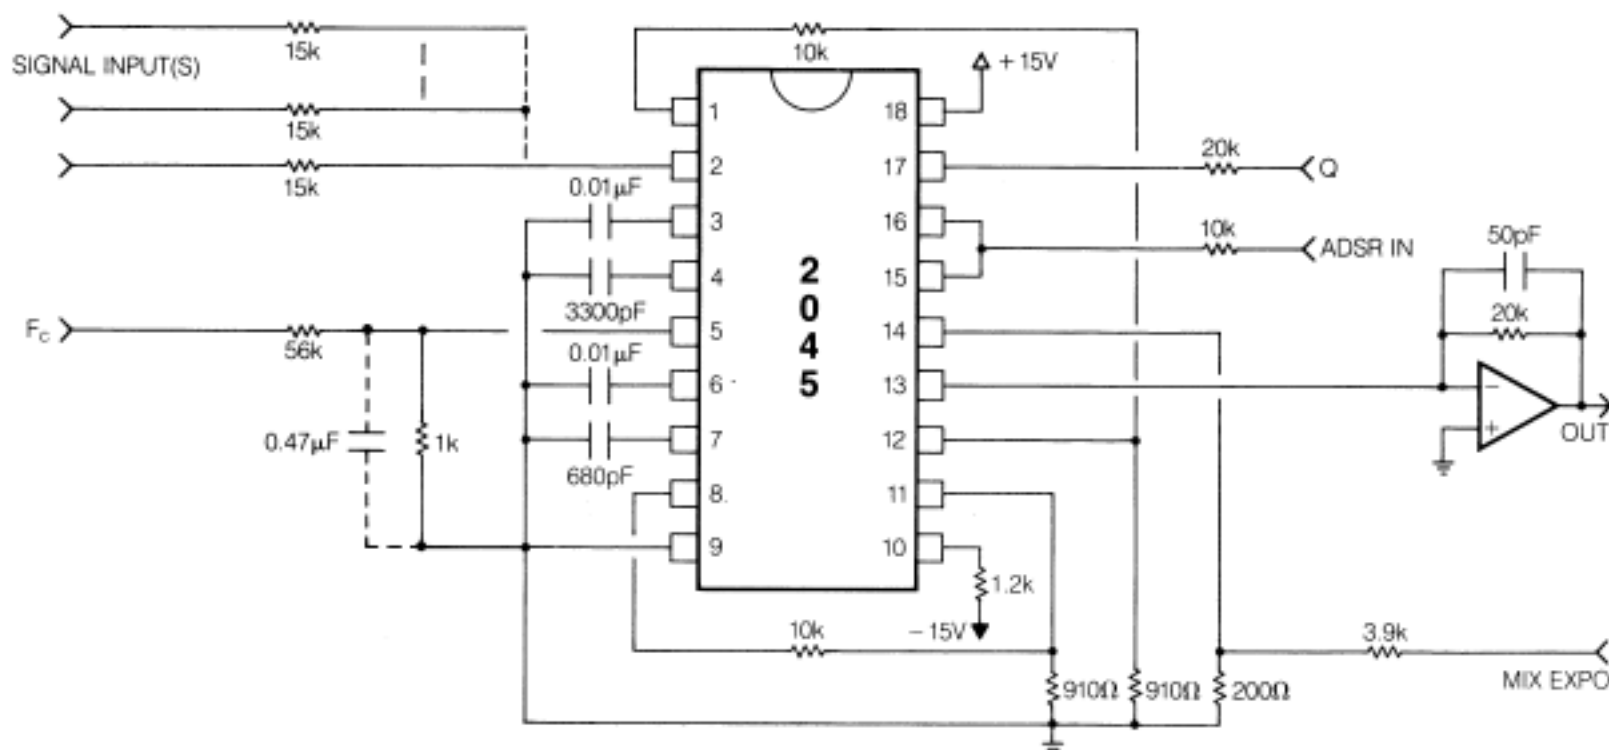 15k
SIGNAL INPUT(S)
15k
15k
10k
+15V
1
18
2
17
20k
Q
0.01µF
3
16
10k
ADSR IN
4
15
3300pF
50pF
20k
Fc
56k
5
14
0.01µF
6
13
2
0
4
5
0.47µF
1k
7
12
OUT
680pF
8
11
9
10
1.2k
−15V
10k
3.9k
910Ω
910Ω
200Ω
MIX EXPO